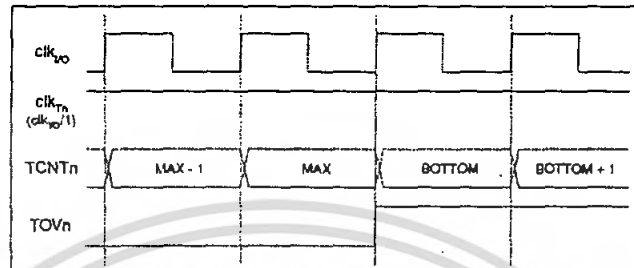 clk_I/O
clk_Tn
(clk_I/O/1)
TCNTn MAX - 1 MAX BOTTOM BOTTOM + 1
TOVn